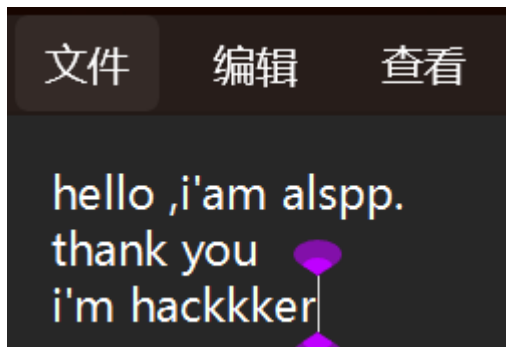 文件 编辑 查看
hello ,i'am alspp.
thank you
i'm hackkker